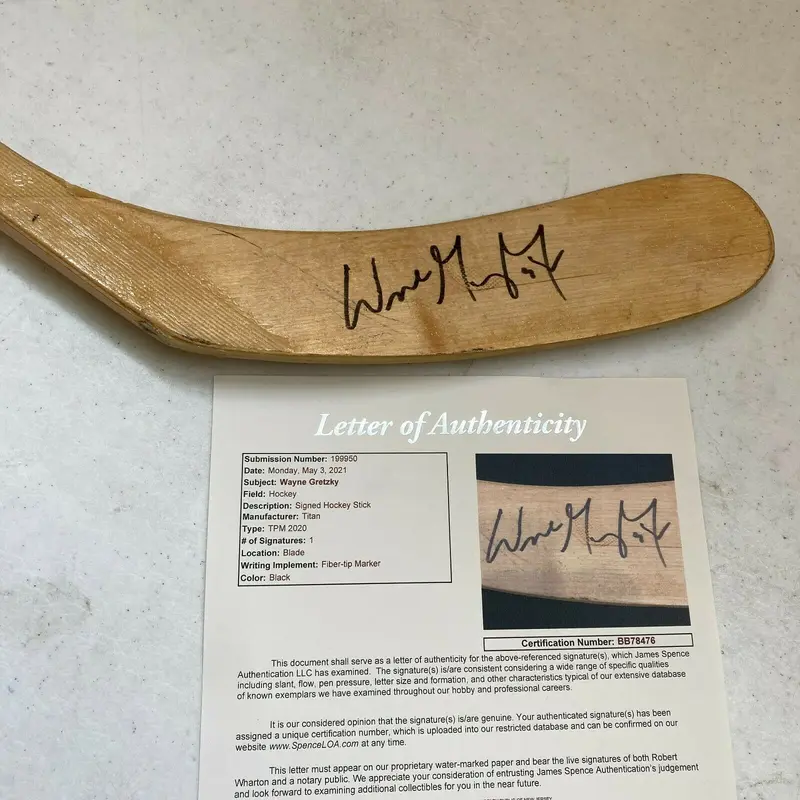 Wayne Gretzky
Letter of Authenticity
Submission Number: 199950
Date: Monday, May 3, 2021
Subject: Wayne Gretzky
Field: Hockey
Description: Signed Hockey Stick
Manufacturer: Titan
Type: TPM 2020
# of Signatures: 1
Location: Blade
Writing Implement: Fiber-tip Marker
Color: Black
Wayne Gretzky
Certification Number: BB78476
This document shall serve as a letter of authenticity for the above-referenced signature(s), which James Spence
Authentication LLC has examined. The signature(s) is/are consistent considering a wide range of specific qualities
including slant, flow, pen pressure, letter size and formation, and other characteristics typical of our extensive database
of known exemplars we have examined throughout our hobby and professional careers.
It is our considered opinion that the signature(s) is/are genuine. Your authenticated signature(s) has been
assigned a unique certification number, which is uploaded into our restricted database and can be confirmed on our
website www.SpenceLOA.com at any time.
This letter must appear on our proprietary water-marked paper and bear the live signatures of both Robert
Wharton and a notary public. We appreciate your consideration of entrusting James Spence Authentication's judgement
and look forward to examining additional collectibles for you in the near future.